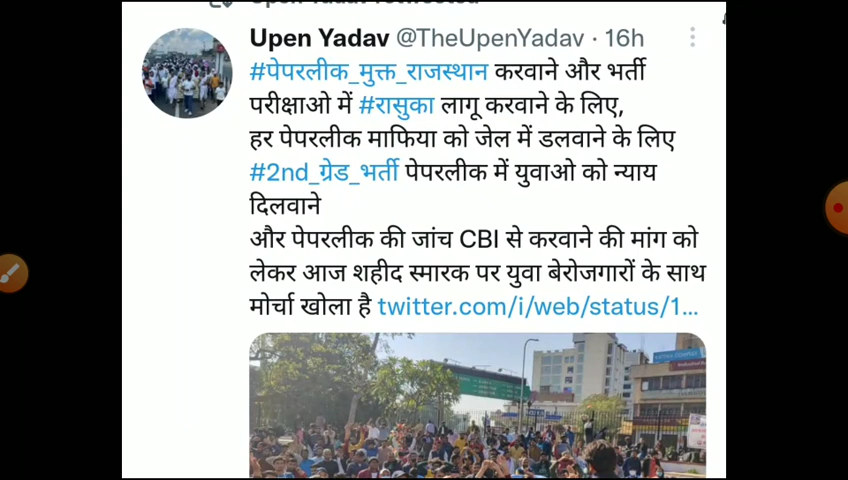 Upen Yadav @TheUpenYadav · 16h
#पेपरलीक_मुक्त_राजस्थान करवाने और भर्ती
परीक्षाओ में #रासुका लागू करवाने के लिए,
हर पेपरलीक माफिया को जेल में डलवाने के लिए
#2nd_ग्रेड_भर्ती पेपरलीक में युवाओ को न्याय
दिलवाने
और पेपरलीक की जांच CBI से करवाने की मांग को
लेकर आज शहीद स्मारक पर युवा बेरोजगारों के साथ
मोर्चा खोला है twitter.com/i/web/status/1...